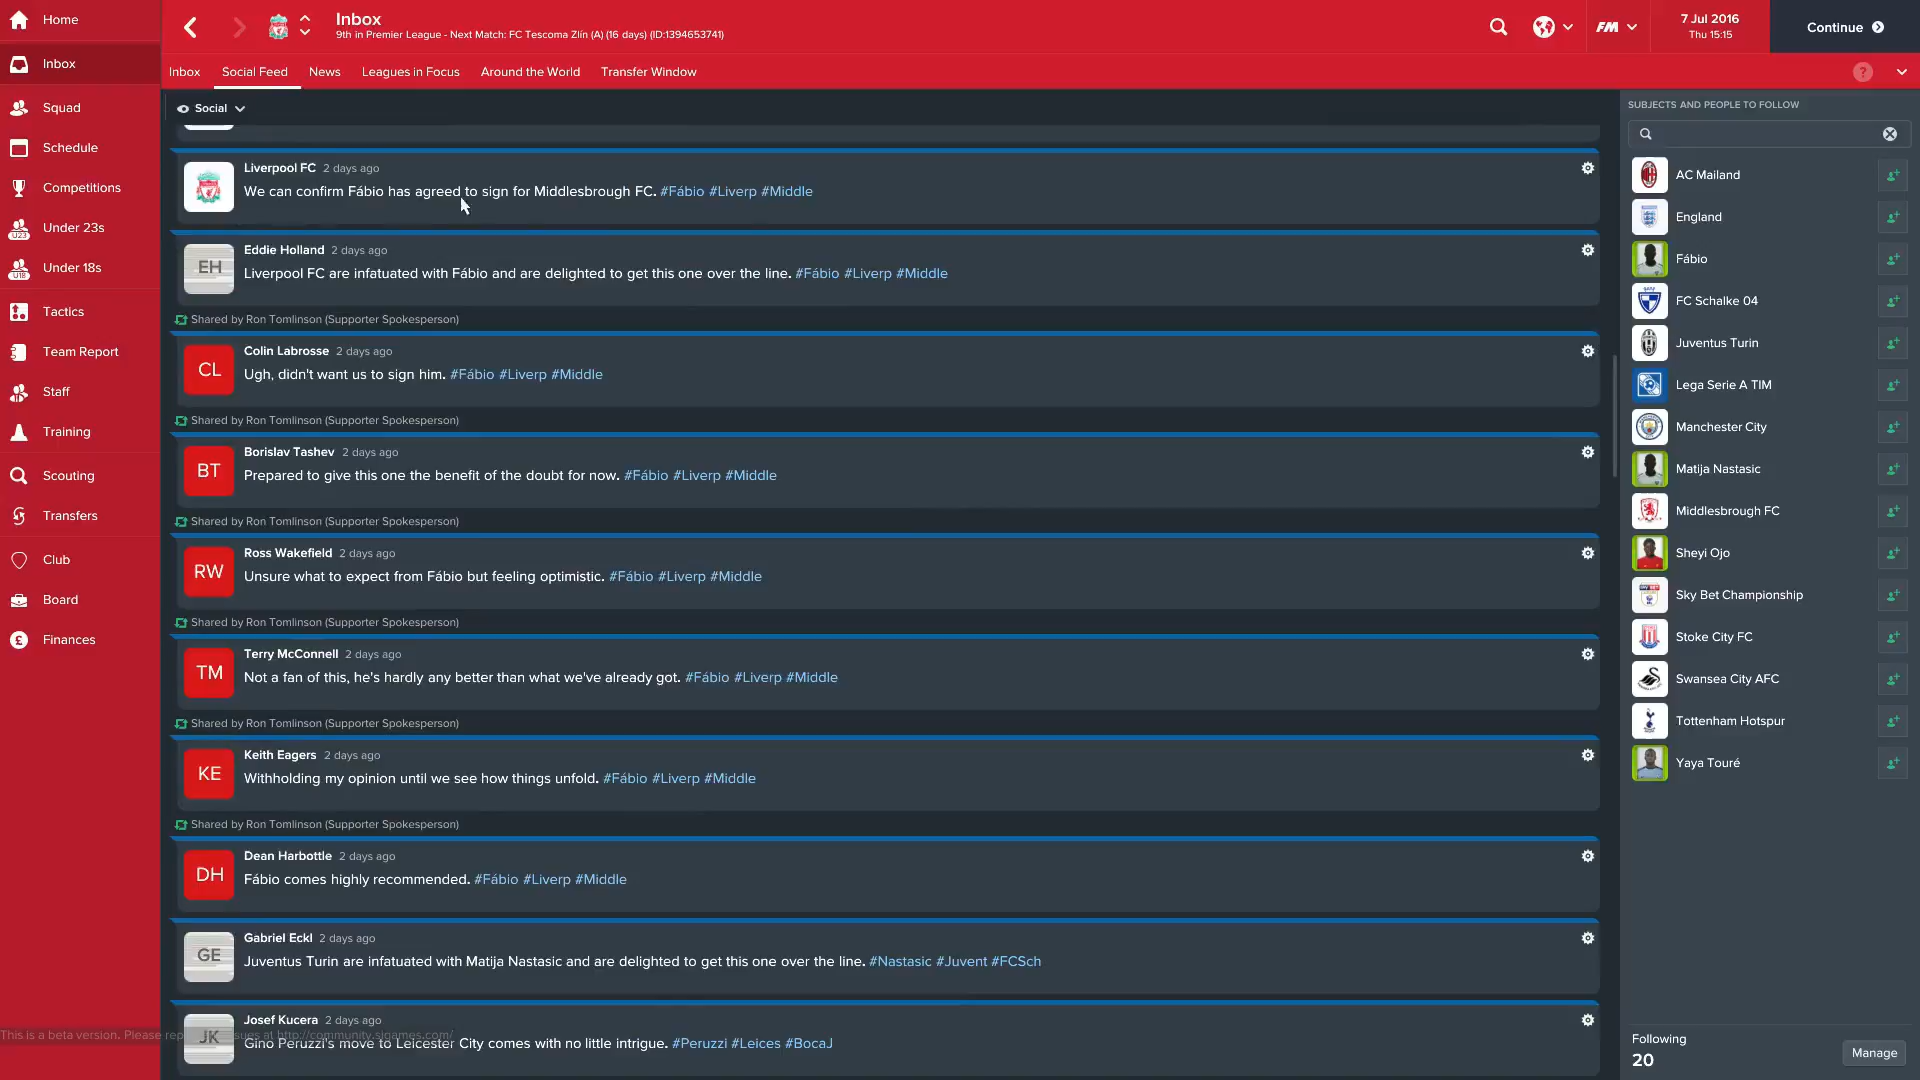 Home
Inbox
9th in Premier League - Next Match: FC Tescoma Zlín (A) (16 days) (ID:1394653741)
FM
7 Jul 2016
Thu 15:15
Continue
Inbox
Inbox
Social Feed
News
Leagues in Focus
Around the World
Transfer Window
?
Squad
Schedule
Competitions
Under 23s
U23
Under 18s
U18
Tactics
Team Report
Staff
Training
Scouting
Transfers
Club
Board
Finances
Social
Liverpool FC 2 days ago
We can confirm Fábio has agreed to sign for Middlesbrough FC. #Fábio #Liverp #Middle
EH
Eddie Holland 2 days ago
Liverpool FC are infatuated with Fábio and are delighted to get this one over the line. #Fábio #Liverp #Middle
Shared by Ron Tomlinson (Supporter Spokesperson)
CL
Colin Labrosse 2 days ago
Ugh, didn't want us to sign him. #Fábio #Liverp #Middle
Shared by Ron Tomlinson (Supporter Spokesperson)
BT
Borislav Tashev 2 days ago
Prepared to give this one the benefit of the doubt for now. #Fábio #Liverp #Middle
Shared by Ron Tomlinson (Supporter Spokesperson)
RW
Ross Wakefield 2 days ago
Unsure what to expect from Fábio but feeling optimistic. #Fábio #Liverp #Middle
Shared by Ron Tomlinson (Supporter Spokesperson)
TM
Terry McConnell 2 days ago
Not a fan of this, he's hardly any better than what we've already got. #Fábio #Liverp #Middle
Shared by Ron Tomlinson (Supporter Spokesperson)
KE
Keith Eagers 2 days ago
Withholding my opinion until we see how things unfold. #Fábio #Liverp #Middle
Shared by Ron Tomlinson (Supporter Spokesperson)
DH
Dean Harbottle 2 days ago
Fábio comes highly recommended. #Fábio #Liverp #Middle
GE
Gabriel Eckl 2 days ago
Juventus Turin are infatuated with Matija Nastasic and are delighted to get this one over the line. #Nastasic #Juvent #FCSch
JK
Josef Kucera 2 days ago
Gino Peruzzi's move to Leicester City comes with no little intrigue. #Peruzzi #Leices #BocaJ
This is a beta version. Please rep sues at http://community.sigames.com/
SUBJECTS AND PEOPLE TO FOLLOW
AC Mailand
England
Fábio
FC Schalke 04
Juventus Turin
Lega Serie A TIM
Manchester City
Matija Nastasic
Middlesbrough FC
Sheyi Ojo
Sky Bet Championship
Stoke City FC
Swansea City AFC
Tottenham Hotspur
Yaya Touré
Following
20
Manage